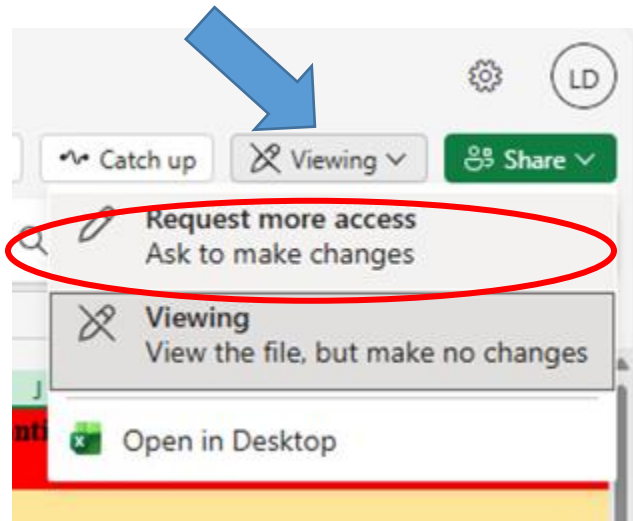 LD
Catch up
Viewing
Share
Request more access
Ask to make changes
Viewing
View the file, but make no changes
J
Open in Desktop